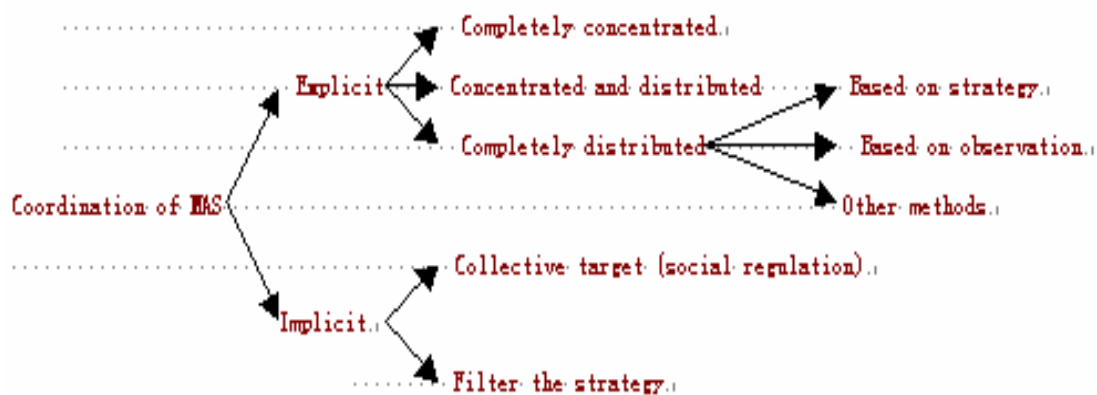 Completely concentrated.
Explicit Concentrated and distributed Based on strategy.
Completely distributed Based on observation.
Coordination of MAS Other methods.
Collective target (social regulation).
Implicit.
Filter the strategy.